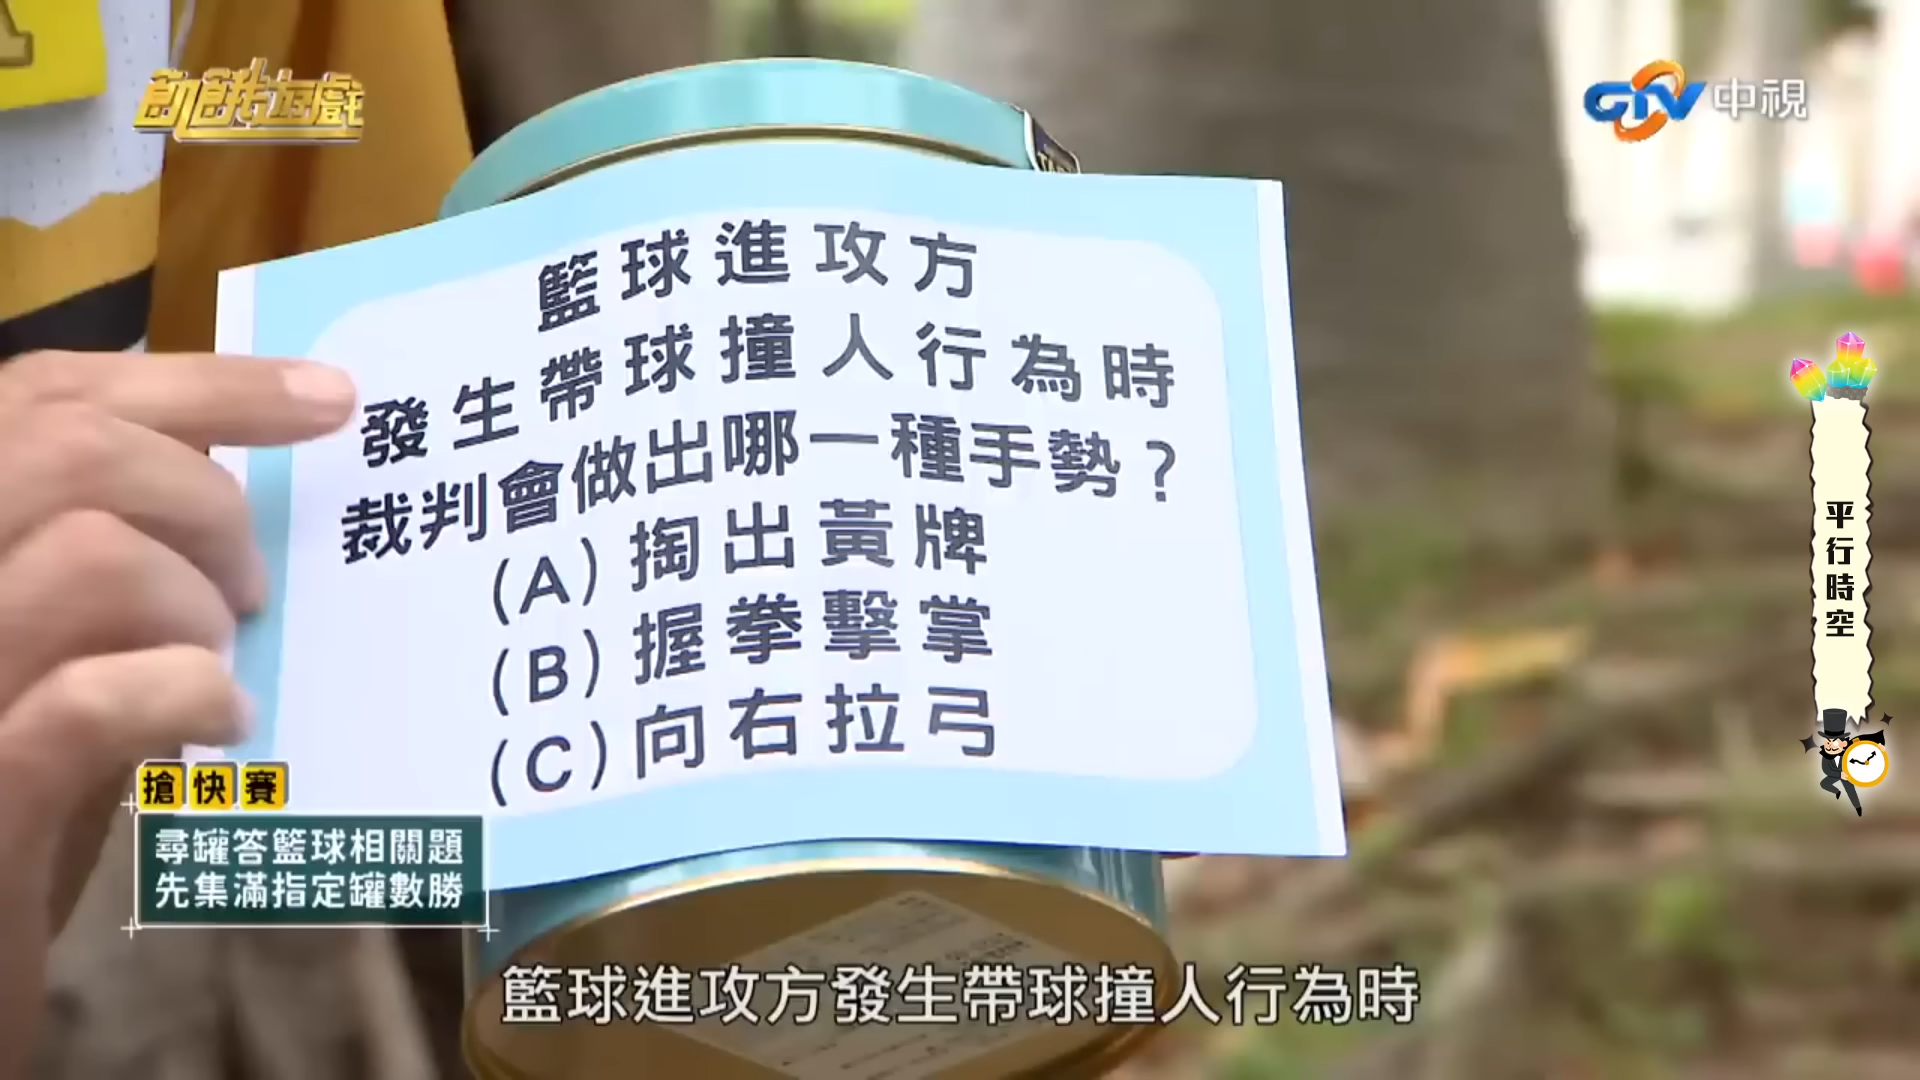 飢餓遊戲
CTV 中視
籃球進攻方
發生帶球撞人行為時
裁判會做出哪一種手勢？
(A) 掏出黃牌
(B) 握拳擊掌
(C) 向右拉弓
平行時空
搶快賽
尋罐答籃球相關題
先集滿指定罐數勝
籃球進攻方發生帶球撞人行為時